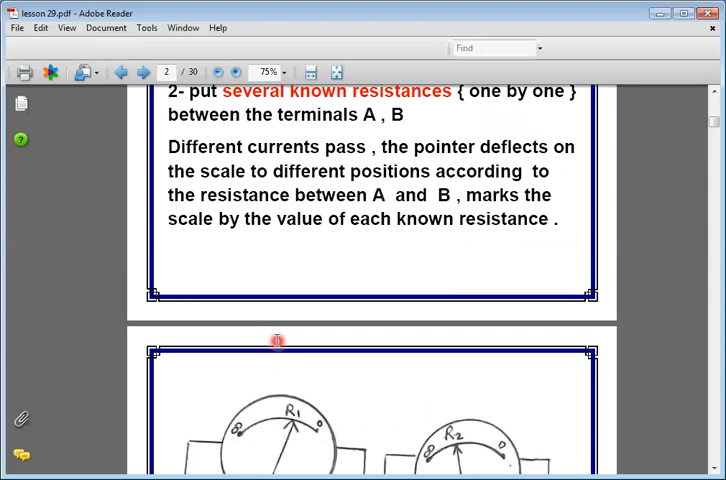 lesson 29.pdf - Adobe Reader
File Edit View Document Tools Window Help
Find
2 / 30 75%
2- put several known resistances { one by one }
between the terminals A , B
Different currents pass , the pointer deflects on
the scale to different positions according to
the resistance between A and B , marks the
scale by the value of each known resistance .
R1
∞ 0
R2
∞ 0